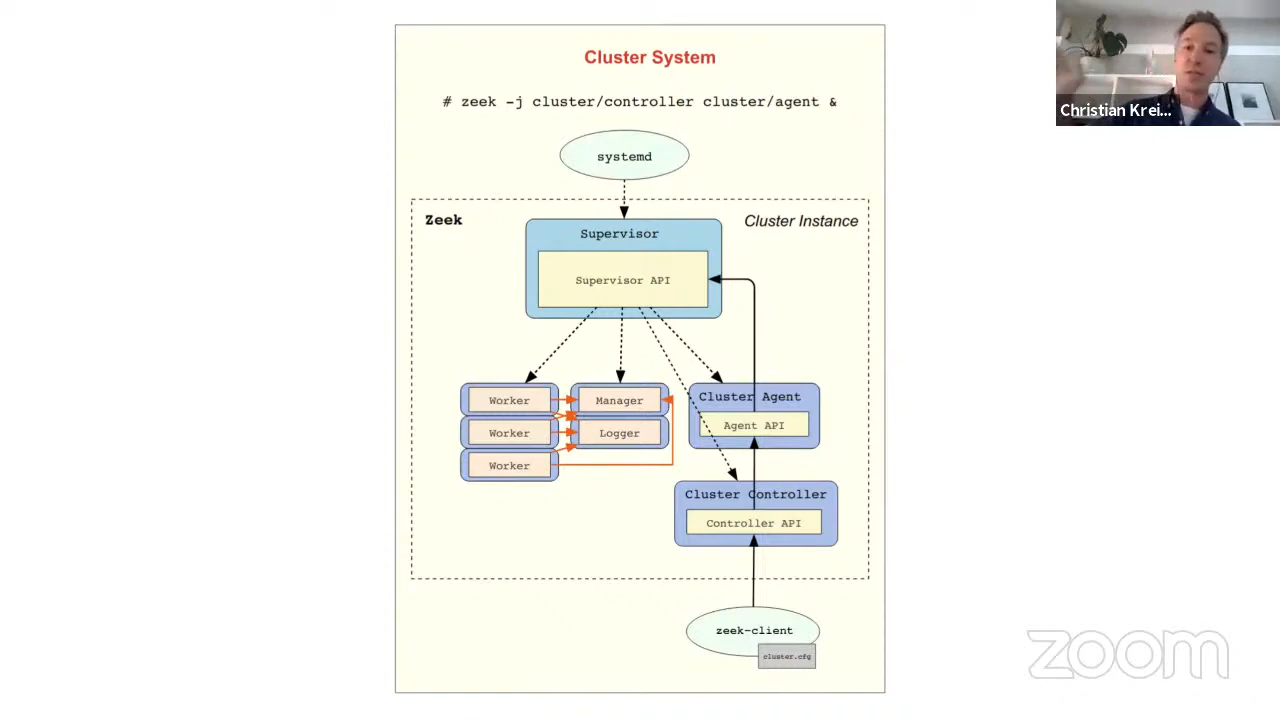 Cluster System
# zeek -j cluster/controller cluster/agent &
systemd
Zeek
Cluster Instance
Supervisor
Supervisor API
Worker
Manager
Worker
Logger
Worker
Cluster Agent
Agent API
Cluster Controller
Controller API
zeek-client
cluster.cfg
Christian Krei...
zoom